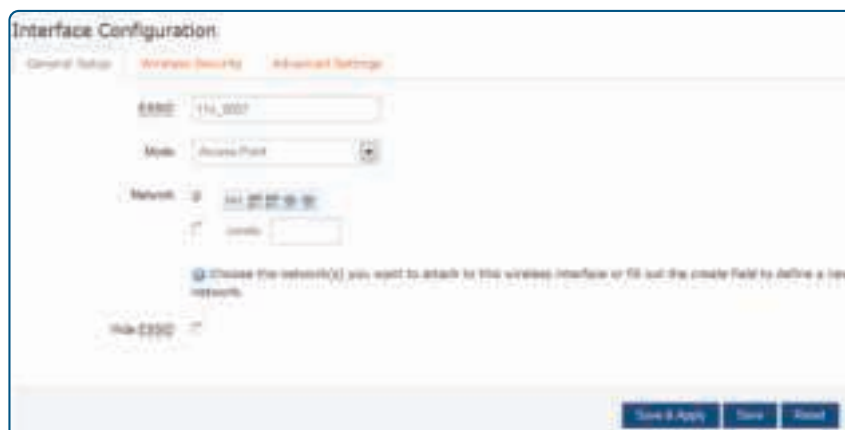 Interface Configuration
General Setup Wireless Security Advanced Settings
ESSID
Mode Access Point
Network lan:
create:
Choose the network(s) you want to attach to this wireless interface or fill out the create field to define a new
network.
Hide ESSID
Save & Apply Save Reset